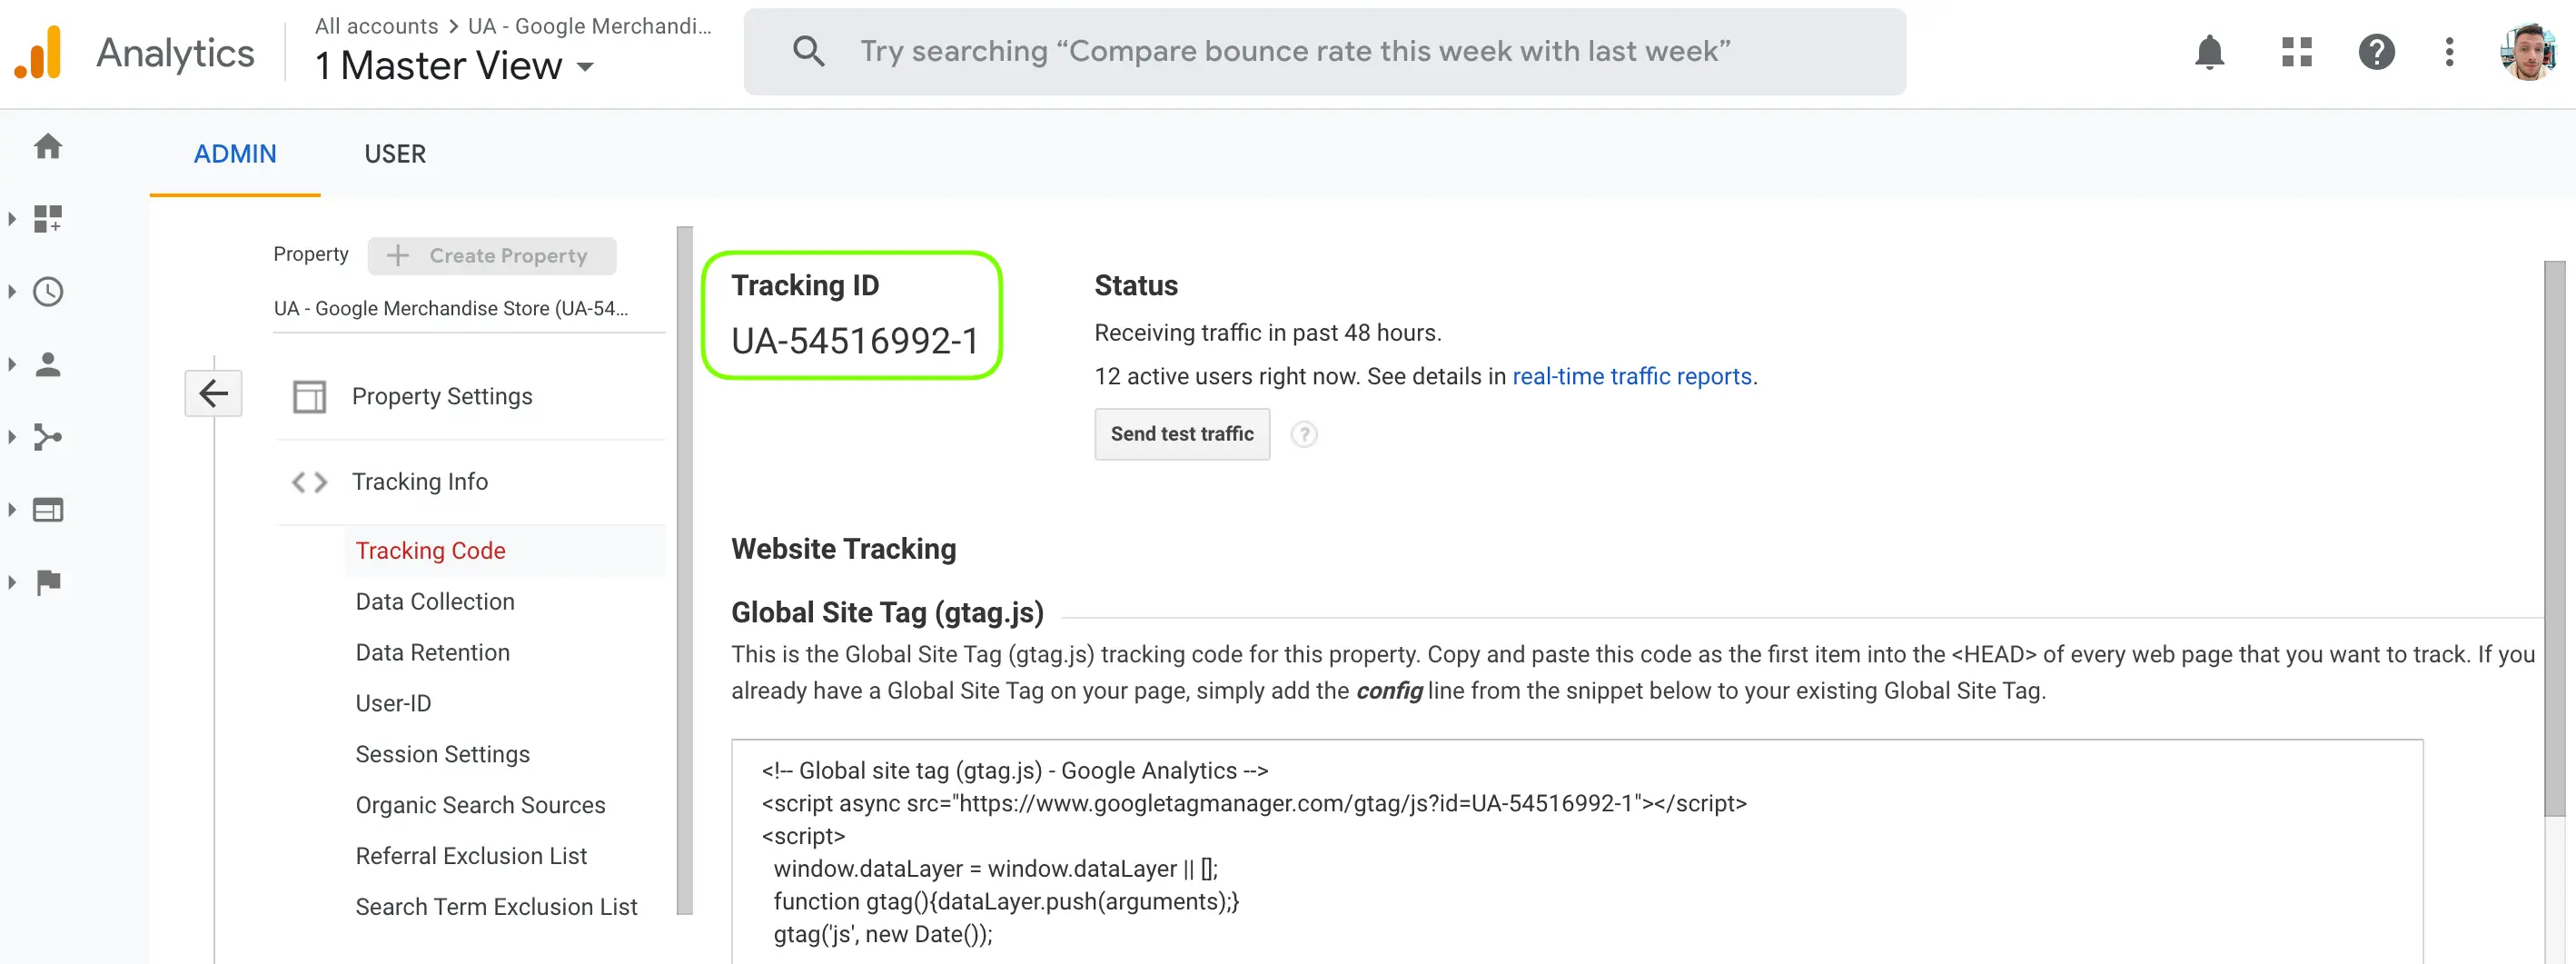 Analytics
All accounts > UA - Google Merchandi...
1 Master View
Try searching “Compare bounce rate this week with last week”
ADMIN
USER
Property
+ Create Property
UA - Google Merchandise Store (UA-54...
Property Settings
Tracking Info
Tracking Code
Data Collection
Data Retention
User-ID
Session Settings
Organic Search Sources
Referral Exclusion List
Search Term Exclusion List
Tracking ID
UA-54516992-1
Status
Receiving traffic in past 48 hours.
12 active users right now. See details in real-time traffic reports.
Send test traffic
?
Website Tracking
Global Site Tag (gtag.js)
This is the Global Site Tag (gtag.js) tracking code for this property. Copy and paste this code as the first item into the <HEAD> of every web page that you want to track. If you
already have a Global Site Tag on your page, simply add the config line from the snippet below to your existing Global Site Tag.
<!-- Global site tag (gtag.js) - Google Analytics -->
<script async src="https://www.googletagmanager.com/gtag/js?id=UA-54516992-1"></script>
<script>
window.dataLayer = window.dataLayer || [];
function gtag(){dataLayer.push(arguments);}
gtag('js', new Date());